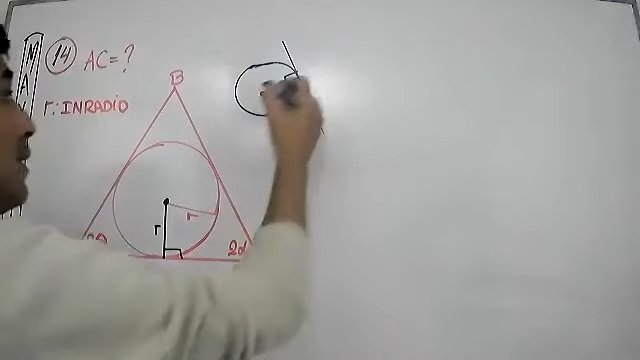 14 AC=?
r: INRADIO
B
r
r
2α